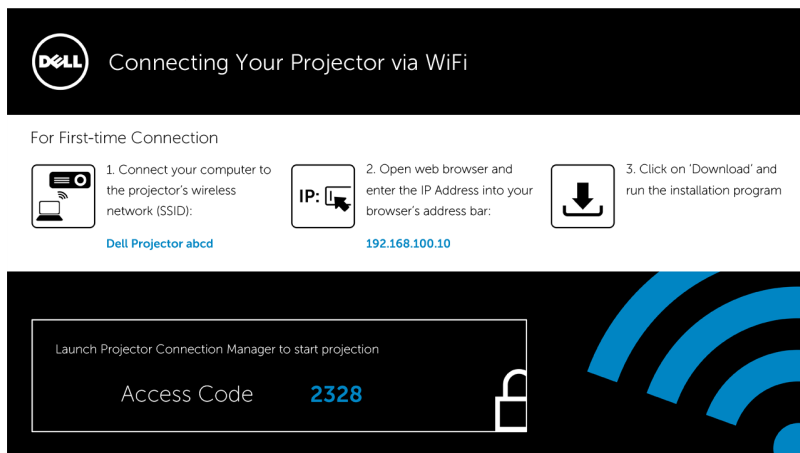 DELL
Connecting Your Projector via WiFi
For First-time Connection
1. Connect your computer to
the projector's wireless
network (SSID):
Dell Projector abcd
IP:
2. Open web browser and
enter the IP Address into your
browser's address bar:
192.168.100.10
3. Click on 'Download' and
run the installation program
Launch Projector Connection Manager to start projection
Access Code 2328